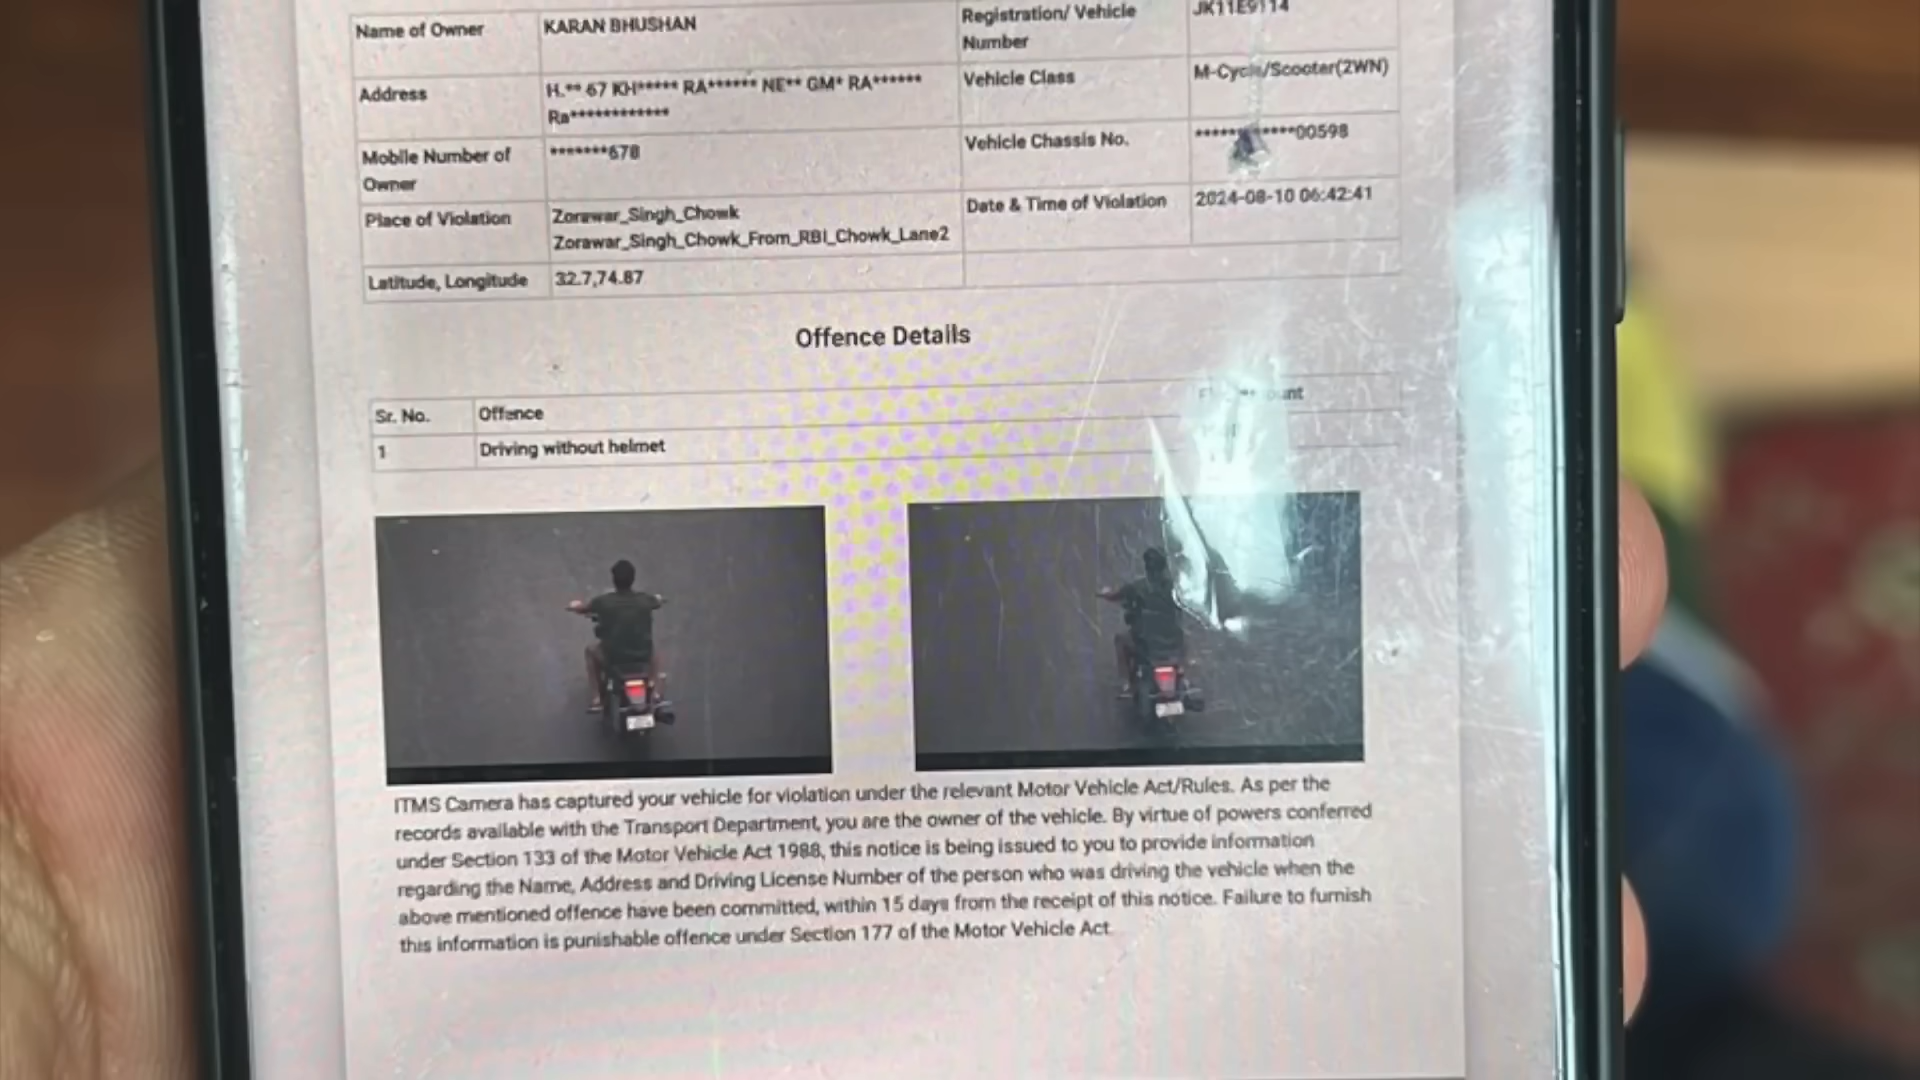 Name of Owner
KARAN BHUSHAN
Registration/ Vehicle
Number
JK11E9114
Address
H.** 67 KH***** RA****** NE** GM* RA******
Ra************
Vehicle Class
M-Cycle/Scooter(2WN)
Mobile Number of
Owner
*******678
Vehicle Chassis No.
************00598
Place of Violation
Zorawar_Singh_Chowk
Zorawar_Singh_Chowk_From_RBI_Chowk_Lane2
Date & Time of Violation
2024-08-10 06:42:41
Latitude, Longitude
32.7,74.87
Offence Details
Sr. No.
Offence
1
Driving without helmet
ITMS Camera has captured your vehicle for violation under the relevant Motor Vehicle Act/Rules. As per the
records available with the Transport Department, you are the owner of the vehicle. By virtue of powers conferred
under Section 133 of the Motor Vehicle Act 1988, this notice is being issued to you to provide information
regarding the Name, Address and Driving License Number of the person who was driving the vehicle when the
above mentioned offence have been committed, within 15 days from the receipt of this notice. Failure to furnish
this information is punishable offence under Section 177 of the Motor Vehicle Act